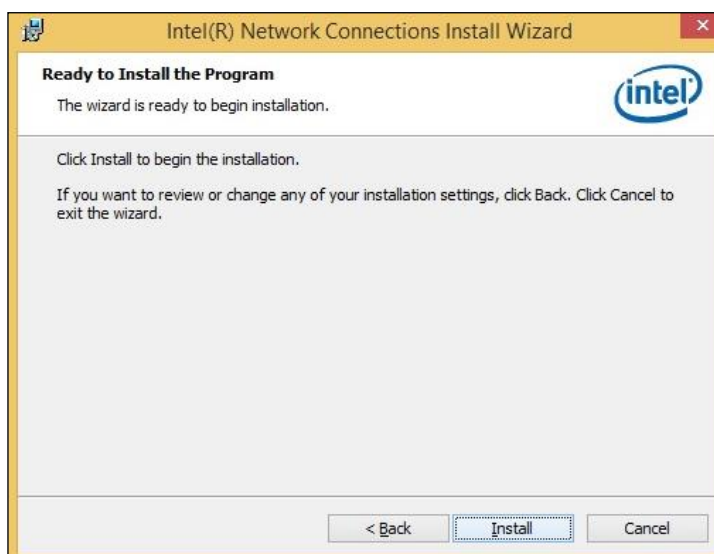 Intel(R) Network Connections Install Wizard
Ready to Install the Program
The wizard is ready to begin installation.
intel
Click Install to begin the installation.
If you want to review or change any of your installation settings, click Back. Click Cancel to
exit the wizard.
< Back Install Cancel